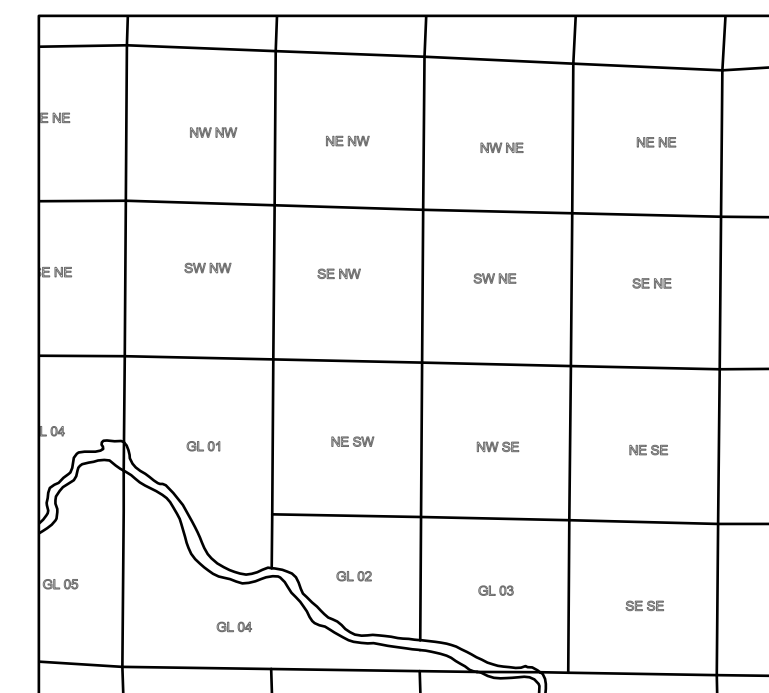 E NE
NW NW
NE NW
NW NE
NE NE
E NE
SW NW
SE NW
SW NE
SE NE
L 04
GL 01
NE SW
NW SE
NE SE
GL 05
GL 02
GL 03
SE SE
GL 04